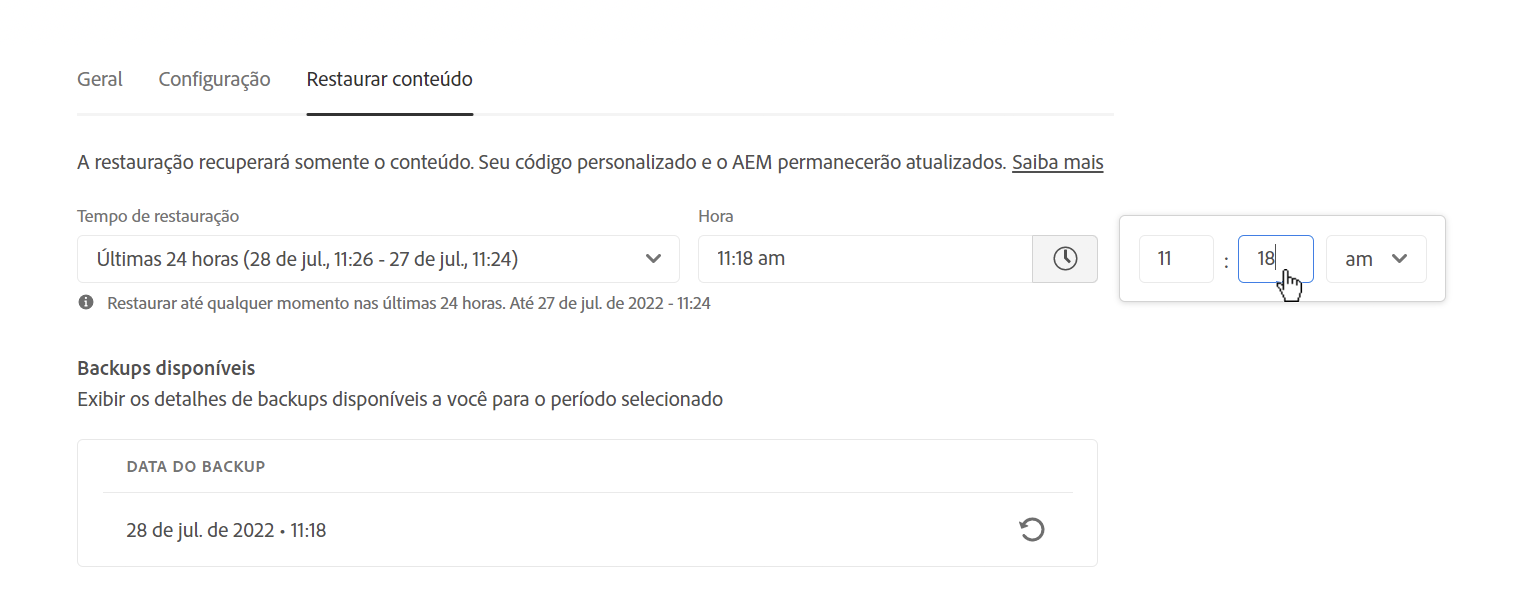 Geral Configuração Restaurar conteúdo
A restauração recuperará somente o conteúdo. Seu código personalizado e o AEM permanecerão atualizados. Saiba mais
Tempo de restauração Hora
Últimas 24 horas (28 de jul., 11:26 - 27 de jul., 11:24) 11:18 am 11 : 18 am
Restaurar até qualquer momento nas últimas 24 horas. Até 27 de jul. de 2022 - 11:24
Backups disponíveis
Exibir os detalhes de backups disponíveis a você para o período selecionado
DATA DO BACKUP
28 de jul. de 2022 • 11:18